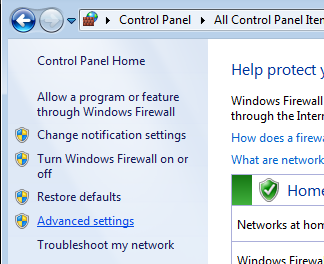 Control Panel ▸ All Control Panel Iter
Control Panel Home
Allow a program or feature
through Windows Firewall
Change notification settings
Turn Windows Firewall on or
off
Restore defaults
Advanced settings
Troubleshoot my network
Help protect y
Windows Firewall
through the Inter
How does a firew
What are network
Home
Networks at hom
Windows Firewal